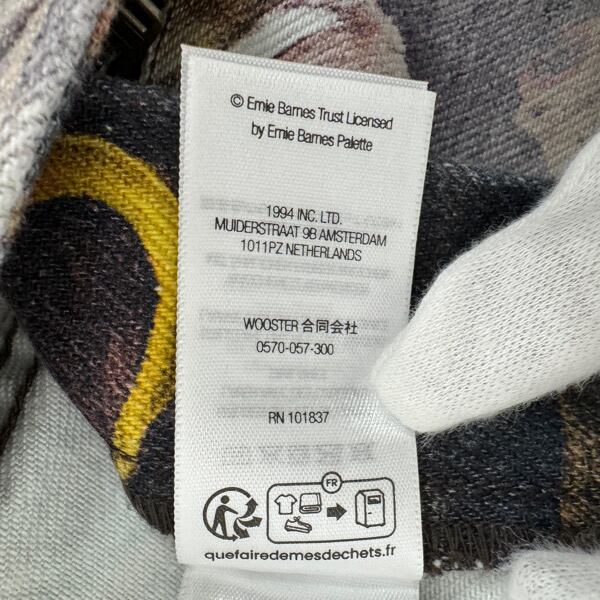 © Ernie Barnes Trust Licensed
by Ernie Barnes Palette
1994 INC. LTD.
MUIDERSTRAAT 9B AMSTERDAM
1011PZ NETHERLANDS
WOOSTER 合同会社
0570-057-300
RN 101837
FR
quefairedemesdechets.fr